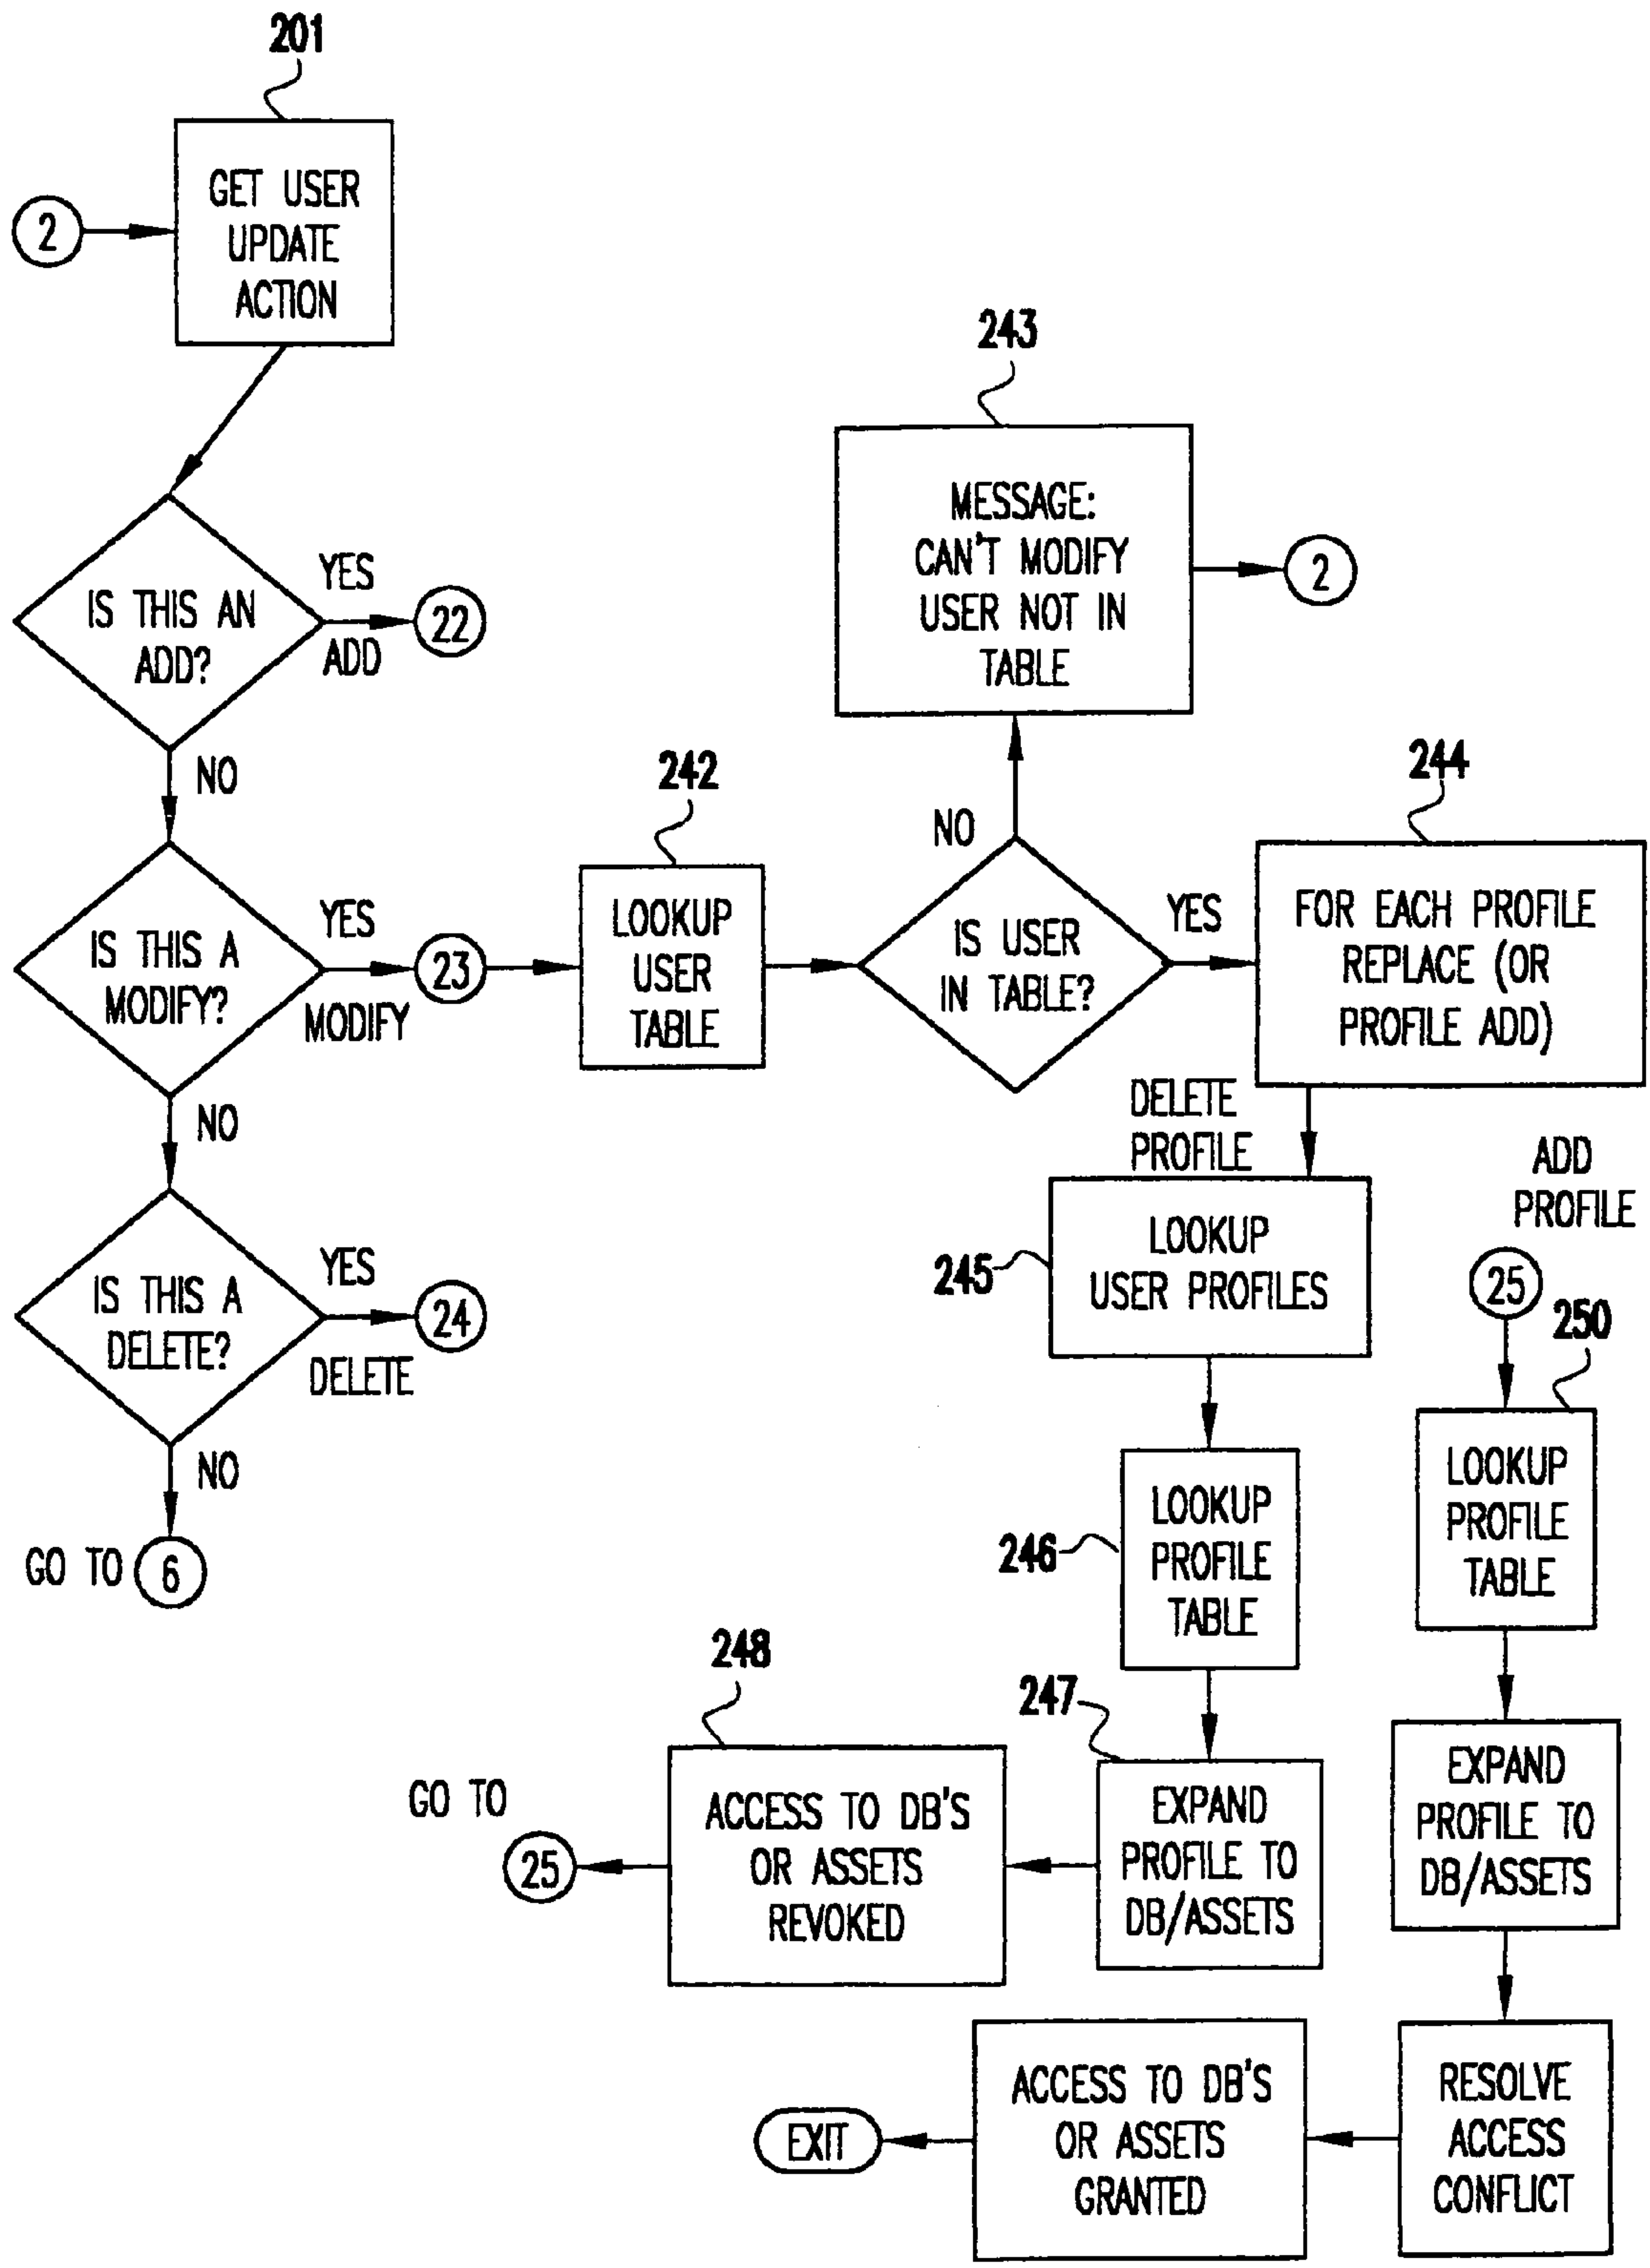 201
GET USER
UPDATE
ACTION
2
IS THIS AN
ADD?
YES
ADD
22
NO
IS THIS A
MODIFY?
YES
MODIFY
23
NO
IS THIS A
DELETE?
YES
DELETE
24
NO
GO TO
6
242
LOOKUP
USER
TABLE
IS USER
IN TABLE?
NO
243
MESSAGE:
CAN'T MODIFY
USER NOT IN
TABLE
2
YES
244
FOR EACH PROFILE
REPLACE (OR
PROFILE ADD)
DELETE
PROFILE
245
LOOKUP
USER PROFILES
246
LOOKUP
PROFILE
TABLE
247
EXPAND
PROFILE TO
DB/ASSETS
248
ACCESS TO DB'S
OR ASSETS
REVOKED
GO TO
25
ADD
PROFILE
25
250
LOOKUP
PROFILE
TABLE
EXPAND
PROFILE TO
DB/ASSETS
RESOLVE
ACCESS
CONFLICT
ACCESS TO DB'S
OR ASSETS
GRANTED
EXIT